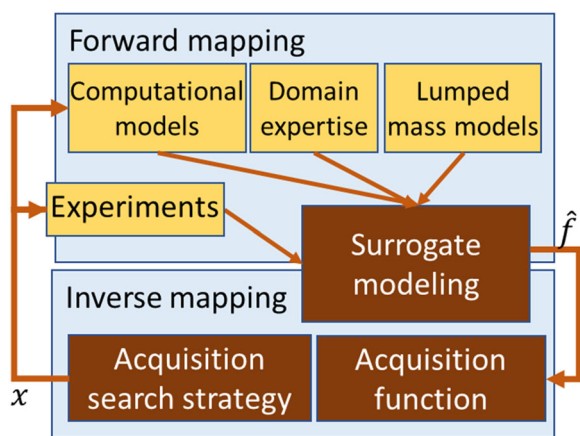 Forward mapping
Computational
models
Domain
expertise
Lumped
mass models
Experiments
Surrogate
modeling
f̂
Inverse mapping
Acquisition
search strategy
Acquisition
function
x